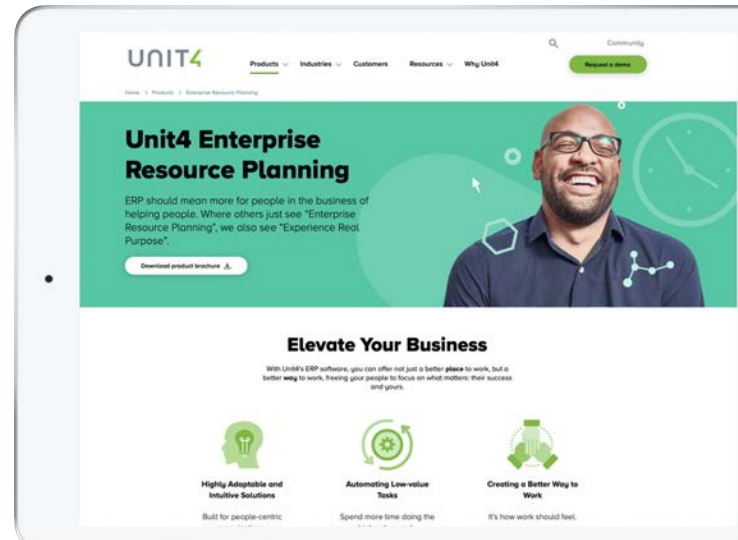 UNIT4
Community
Products
Industries
Customers
Resources
Why Unit4
Request a demo
Home > Products > Enterprise Resource Planning
Unit4 Enterprise
Resource Planning
ERP should mean more for people in the business of
helping people. Where others just see "Enterprise
Resource Planning", we also see "Experience Real
Purpose".
Download product brochure
Elevate Your Business
With Unit4's ERP software, you can offer not just a better place to work, but a
better way to work, freeing your people to focus on what matters: their success
and yours.
Highly Adaptable and
Intuitive Solutions
Built for people-centric
Automating Low-value
Tasks
Spend more time doing the
Creating a Better Way to
Work
It's how work should feel.